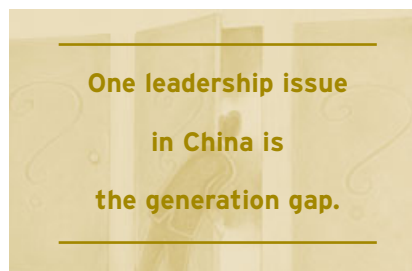 One leadership issue
in China is
the generation gap.